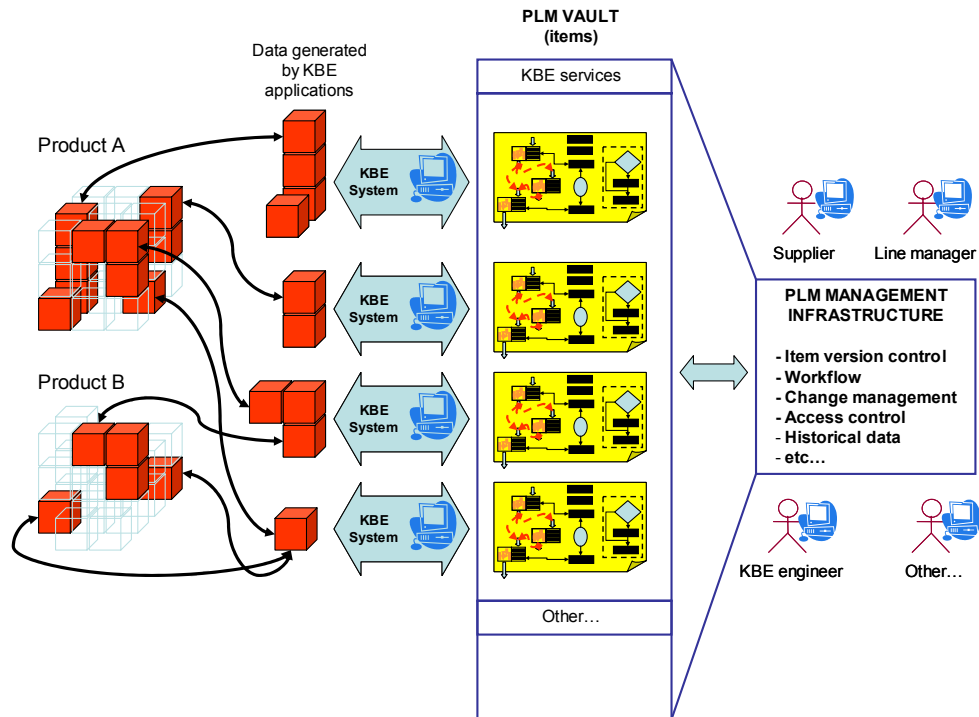 PLM VAULT
(items)
Data generated
by KBE
applications
KBE services
Product A
KBE
System
KBE
System
Product B
KBE
System
KBE
System
Other…
Supplier
Line manager
PLM MANAGEMENT
INFRASTRUCTURE
- Item version control
- Workflow
- Change management
- Access control
- Historical data
- etc…
KBE engineer
Other…